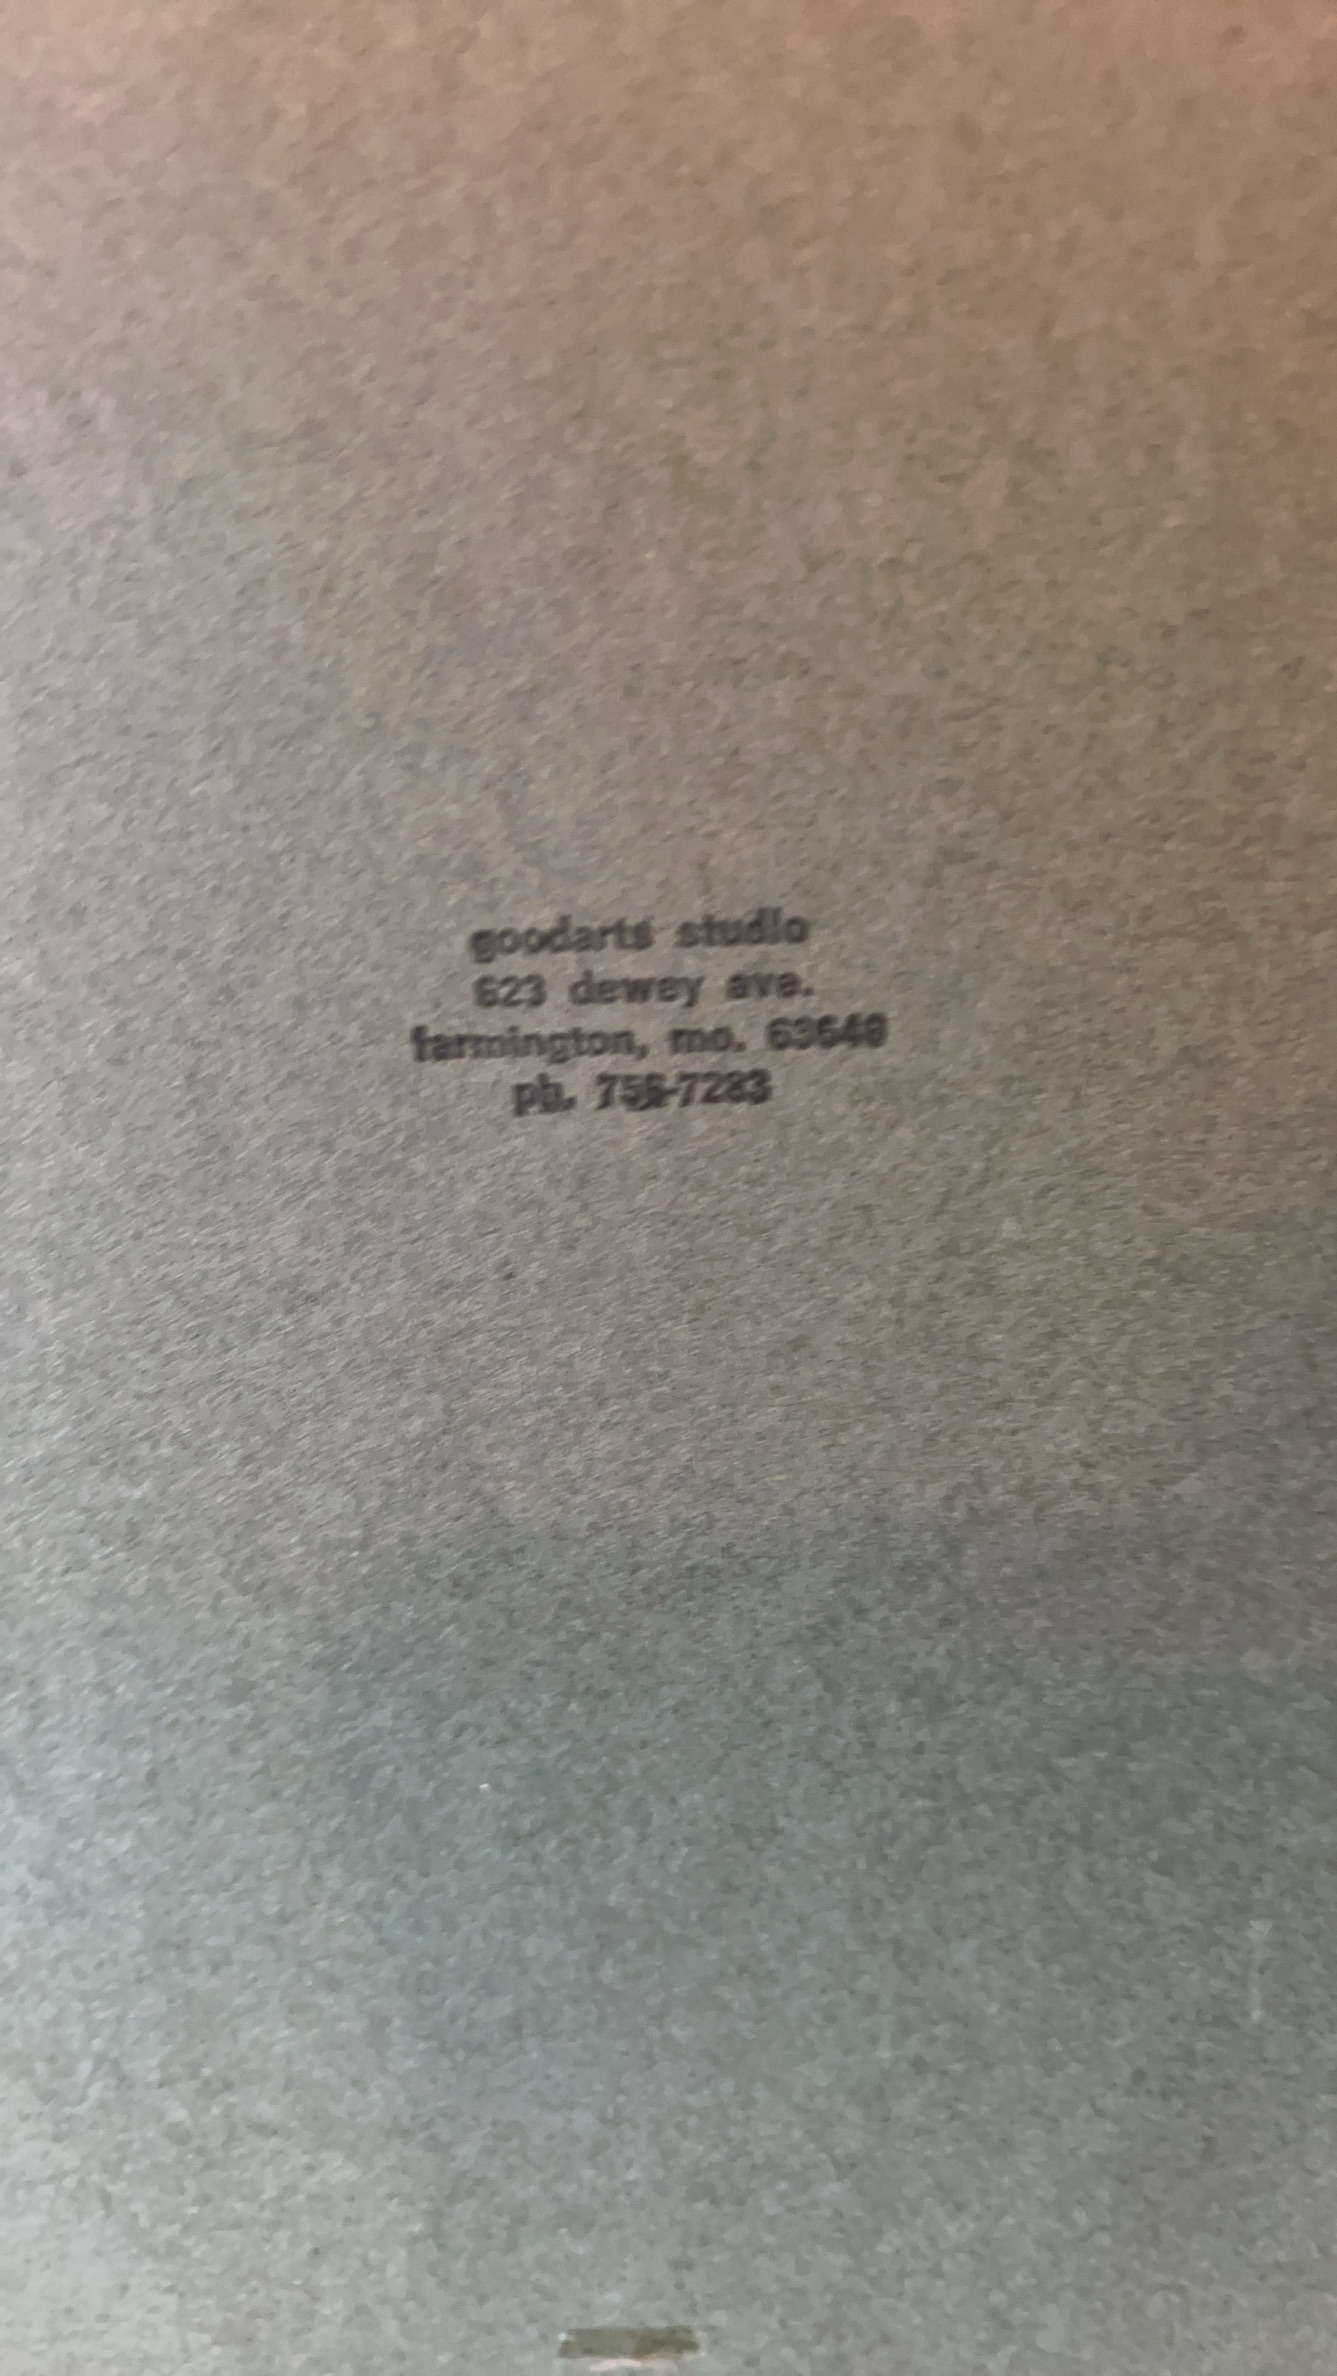 goodarts studio
623 dewey ave.
farmington, mo. 63640
ph. 756-7283